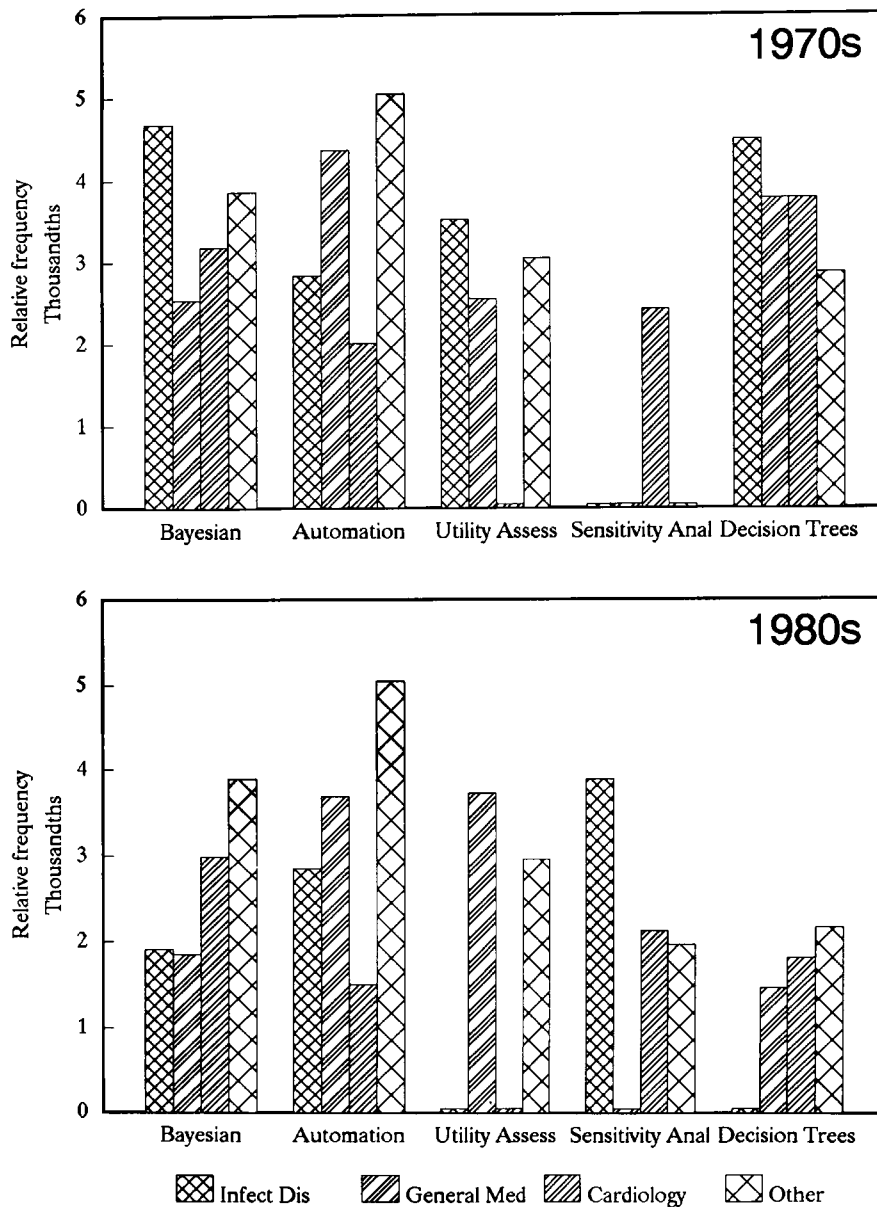 1970s
6
5
4
3
2
1
0
Relative frequency
Thousandths
Bayesian Automation Utility Assess Sensitivity Anal Decision Trees
1980s
6
5
4
3
2
1
0
Relative frequency
Thousandths
Bayesian Automation Utility Assess Sensitivity Anal Decision Trees
Infect Dis General Med Cardiology Other